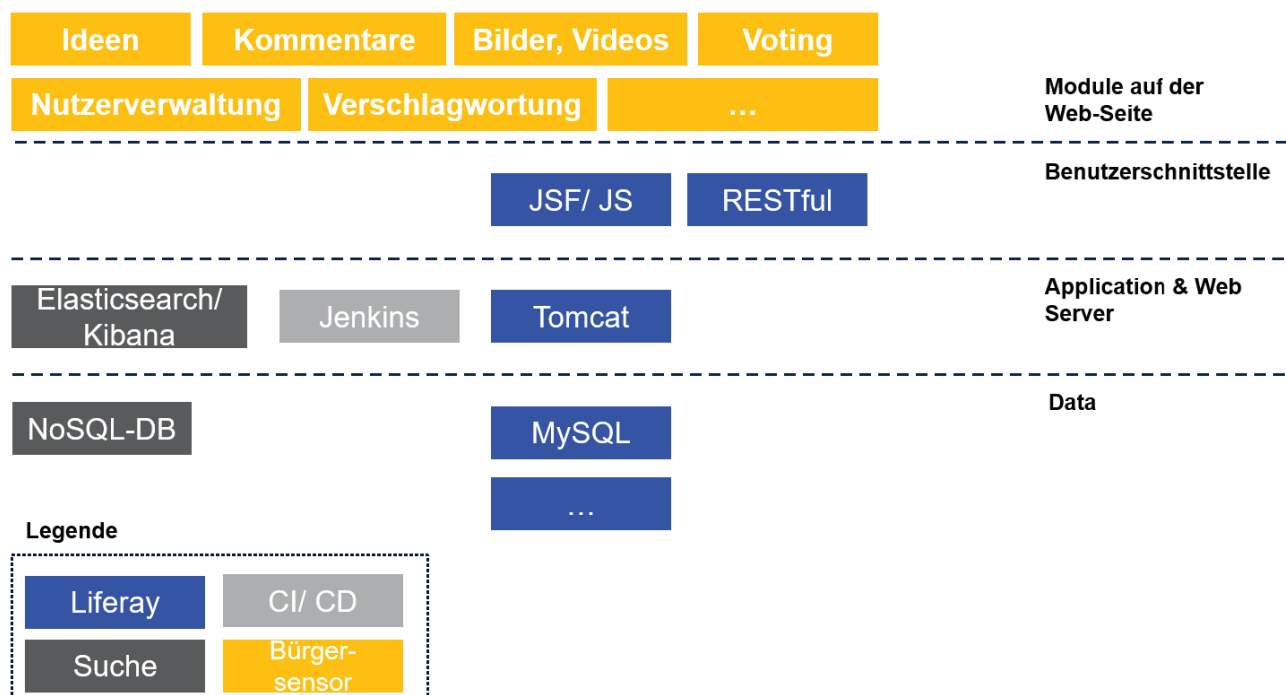 Ideen
Kommentare
Bilder, Videos
Voting
Nutzerverwaltung
Verschlagwortung
...
Module auf der
Web-Seite
Benutzerschnittstelle
JSF/ JS
RESTful
Elasticsearch/
Kibana
Jenkins
Tomcat
Application & Web
Server
Data
NoSQL-DB
MySQL
...
Legende
Liferay
CI/ CD
Suche
Bürger-
sensor